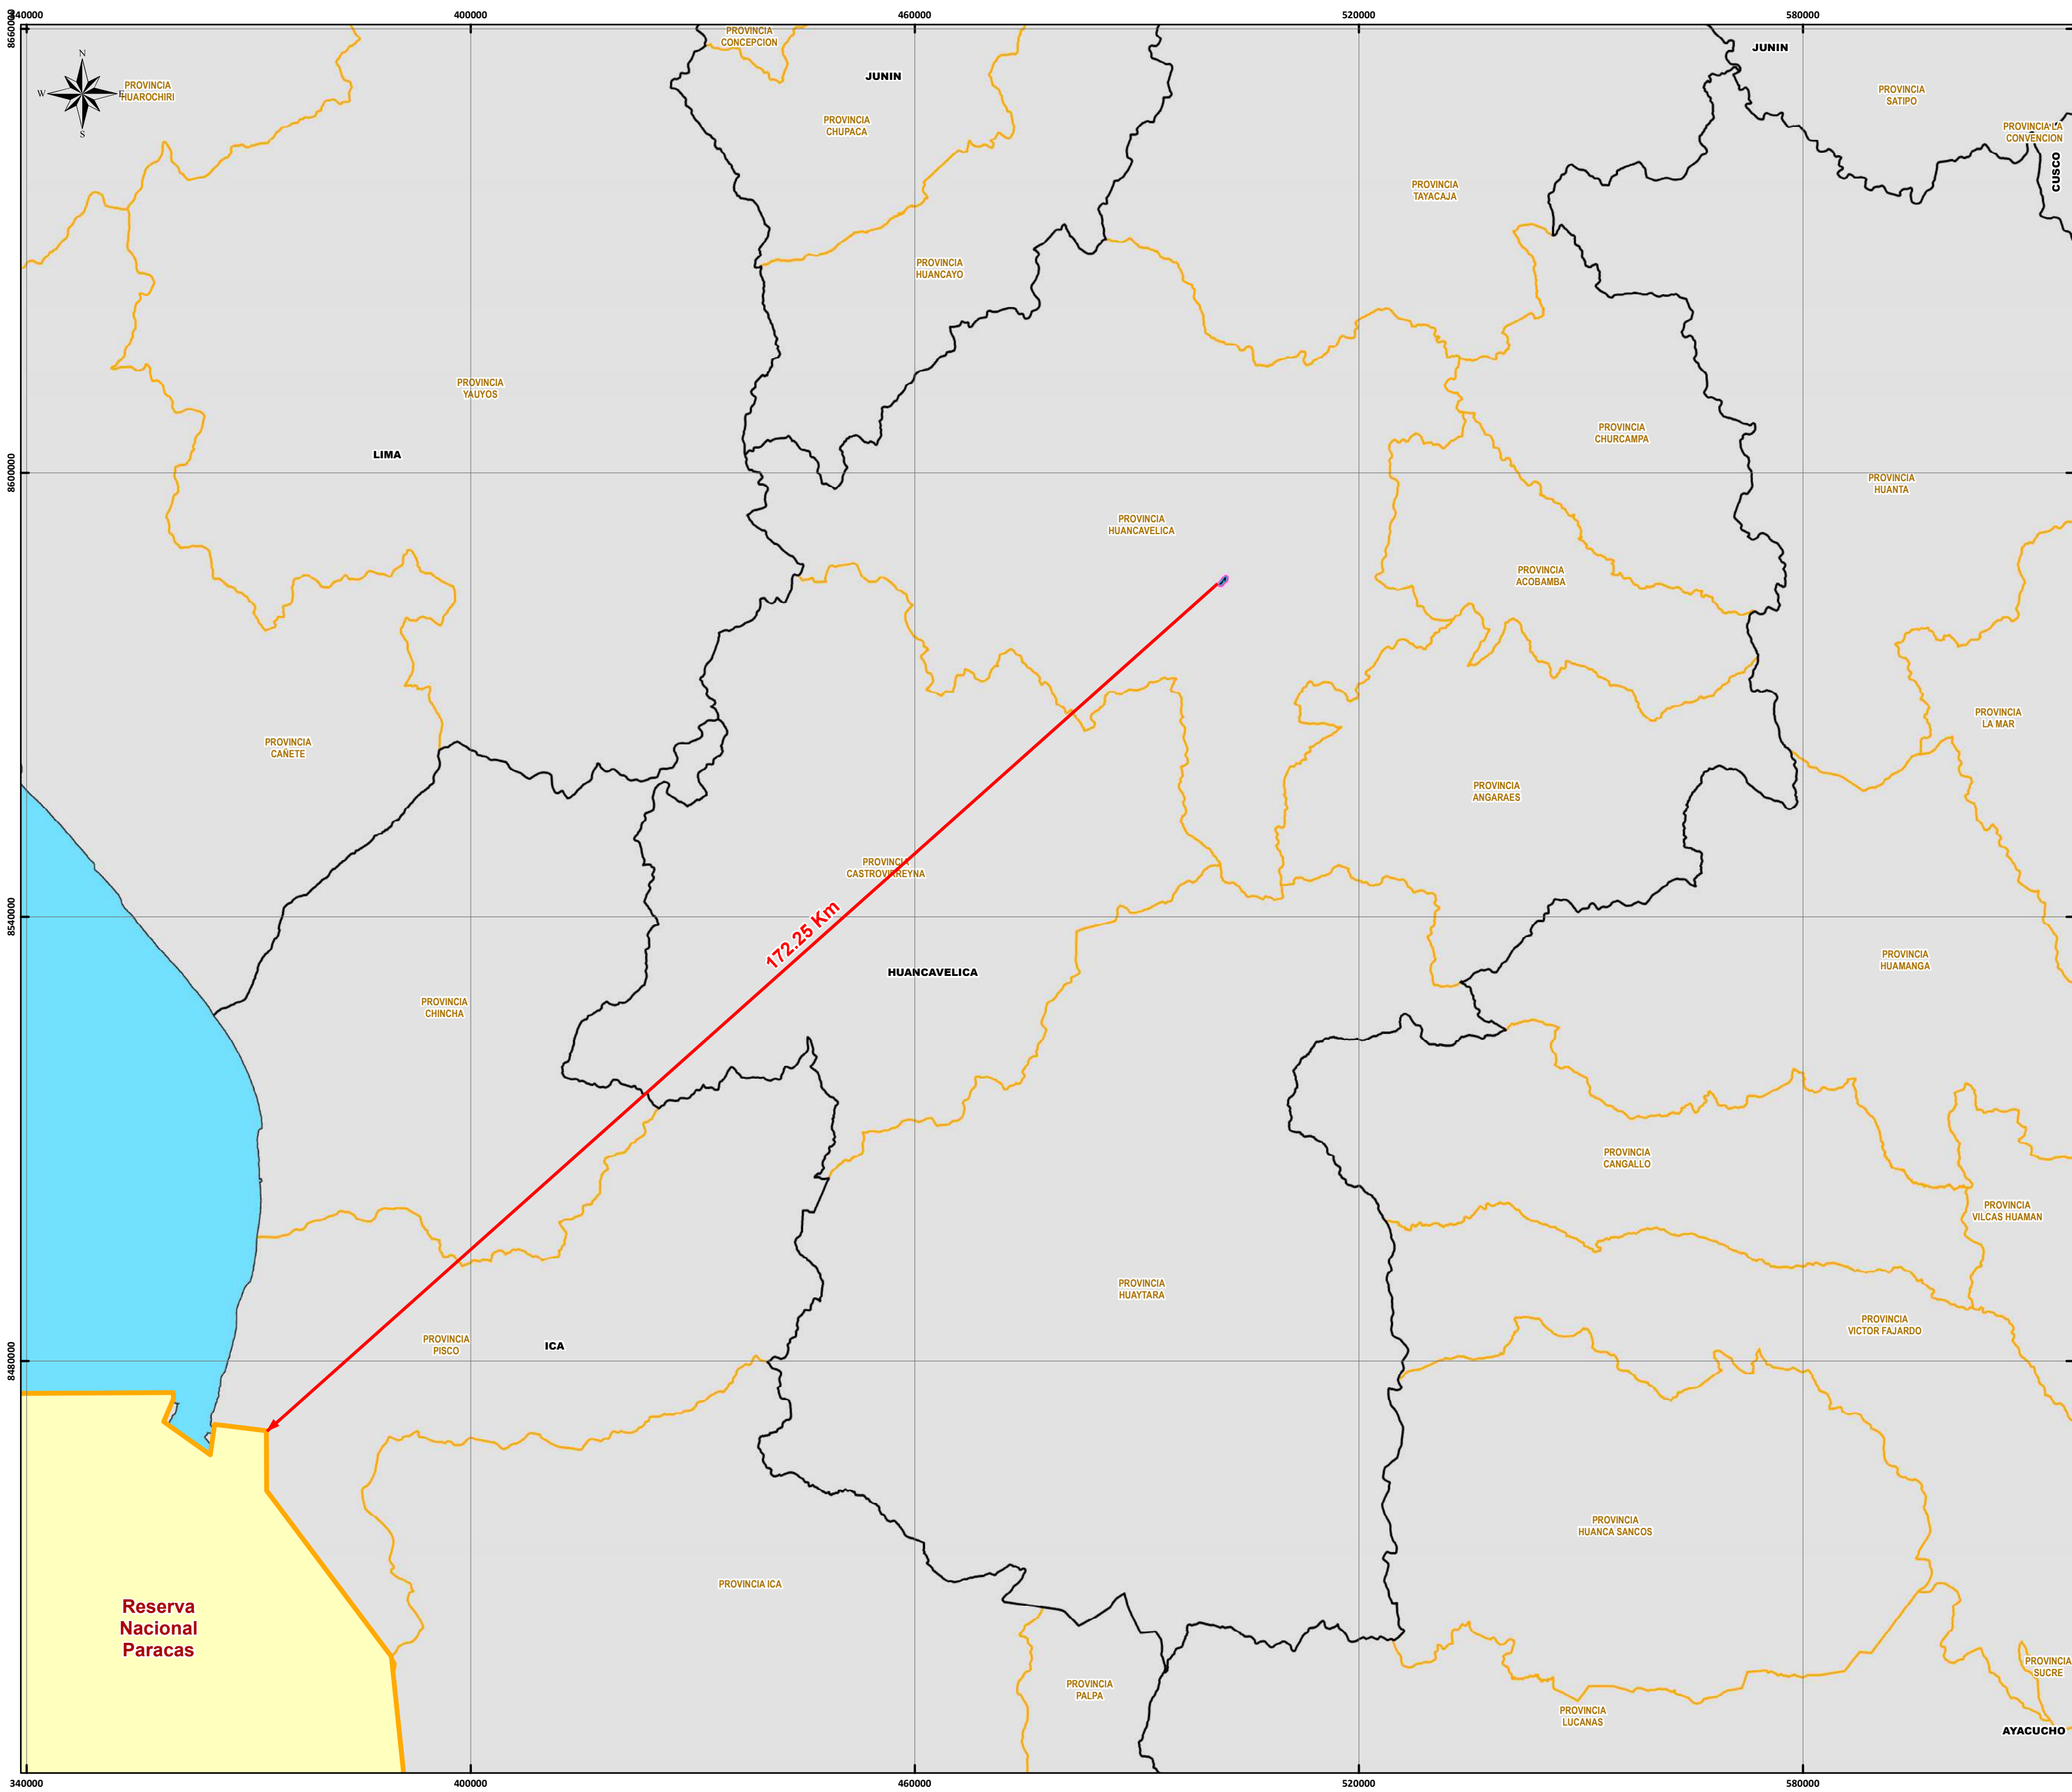 340000
400000
460000
520000
580000
8660000
N
W
E
S
PROVINCIA
HUAROCHIRI
PROVINCIA
CONCEPCION
JUNIN
PROVINCIA
CHUPACA
JUNIN
PROVINCIA
SATIPO
PROVINCIA LA
CONVENCION
CUSCO
PROVINCIA
TAYACAJA
PROVINCIA
HUANCAYO
PROVINCIA
YAUYOS
LIMA
PROVINCIA
CHURCAMPA
8600000
PROVINCIA
HUANTA
PROVINCIA
HUANCAVELICA
PROVINCIA
ACOBAMBA
PROVINCIA
LA MAR
PROVINCIA
CAÑETE
PROVINCIA
ANGARAES
PROVINCIA
CASTROVIRREYNA
8540000
172.25 Km
HUANCAVELICA
PROVINCIA
HUAMANGA
PROVINCIA
CHINCHA
PROVINCIA
CANGALLO
PROVINCIA
VILCAS HUAMAN
PROVINCIA
HUAYTARA
PROVINCIA
VICTOR FAJARDO
PROVINCIA
PISCO
ICA
8480000
PROVINCIA
HUANCA SANCOS
PROVINCIA ICA
Reserva
Nacional
Paracas
PROVINCIA
SUCRE
PROVINCIA
PALPA
PROVINCIA
LUCANAS
AYACUCHO
340000
400000
460000
520000
580000